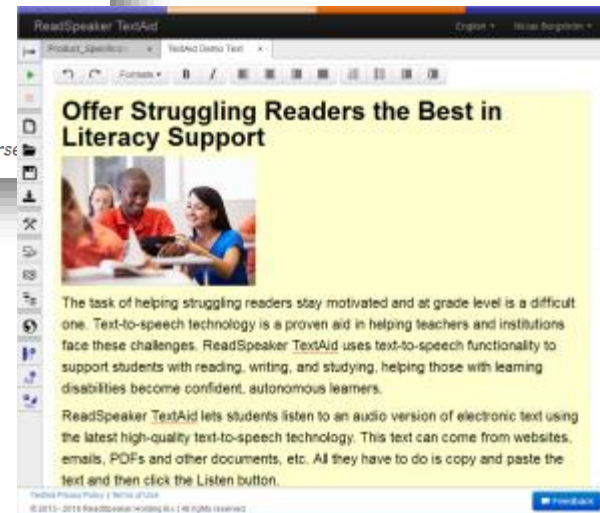 ReadSpeaker TextAid
English
Product_Specific
TextAid Demo Text
Formats
B I
Offer Struggling Readers the Best in
Literacy Support
The task of helping struggling readers stay motivated and at grade level is a difficult
one. Text-to-speech technology is a proven aid in helping teachers and institutions
face these challenges. ReadSpeaker TextAid uses text-to-speech functionality to
support students with reading, writing, and studying, helping those with learning
disabilities become confident, autonomous learners.
ReadSpeaker TextAid lets students listen to an audio version of electronic text using
the latest high-quality text-to-speech technology. This text can come from websites,
emails, PDFs and other documents, etc. All they have to do is copy and paste the
text and then click the Listen button.
TextAid Privacy Policy | Terms of Use
Feedback
ReadSpeaker Holding B.V. | All rights reserved